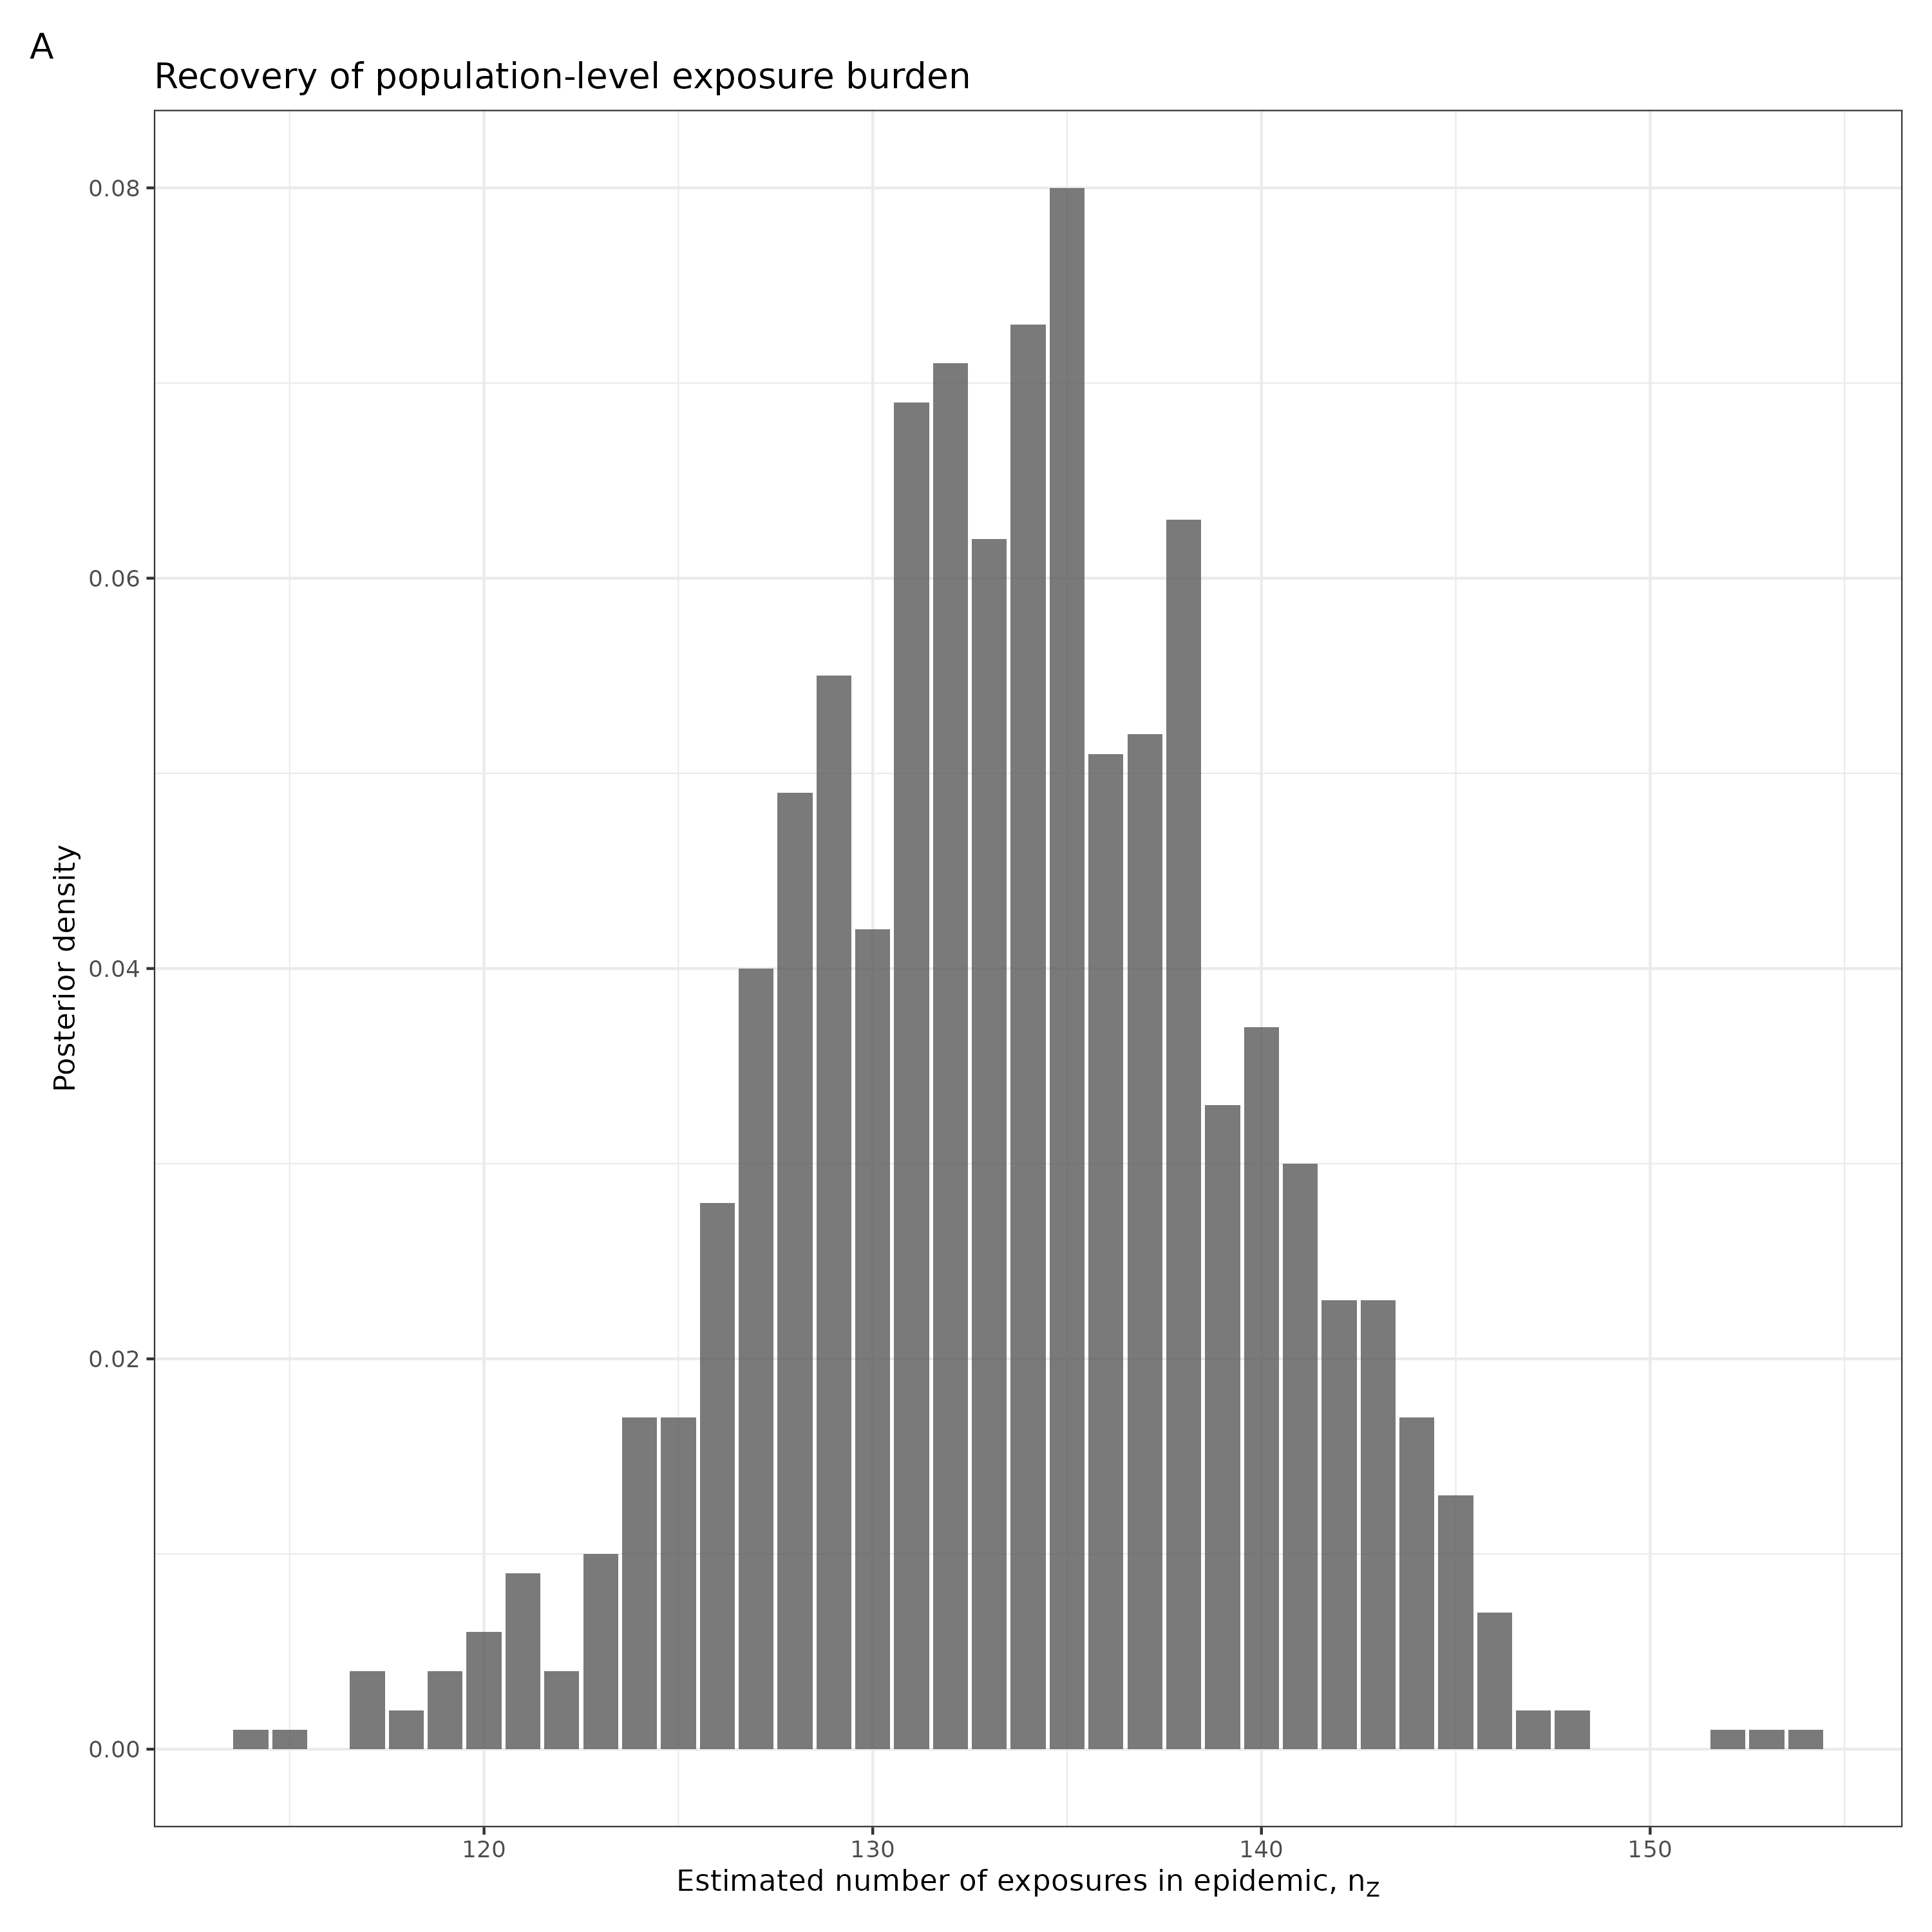 A
Recovery of population-level exposure burden
0.08
0.06
0.04
0.02
0.00
Posterior density
120 130 140 150
Estimated number of exposures in epidemic, nZ